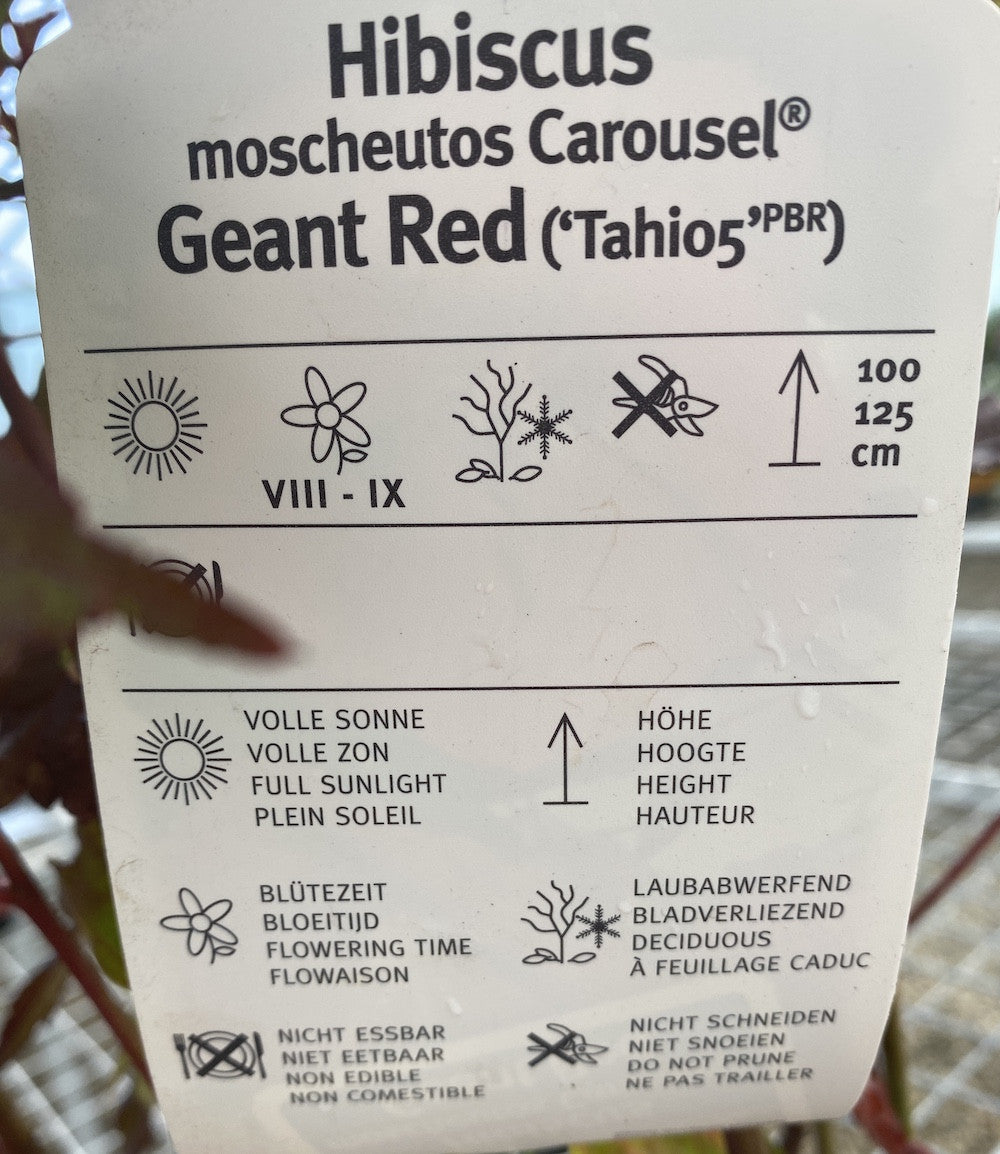 Hibiscus
moscheutos Carousel®
Geant Red (‘Tahio5’PBR)
100
125
cm
VIII - IX
VOLLE SONNE
VOLLE ZON
FULL SUNLIGHT
PLEIN SOLEIL
HÖHE
HOOGTE
HEIGHT
HAUTEUR
BLÜTEZEIT
BLOEITIJD
FLOWERING TIME
FLOWAISON
LAUBABWERFEND
BLADVERLIEZEND
DECIDUOUS
À FEUILLAGE CADUC
NICHT ESSBAR
NIET EETBAAR
NON EDIBLE
NON COMESTIBLE
NICHT SCHNEIDEN
NIET SNOEIEN
DO NOT PRUNE
NE PAS TRAILLER